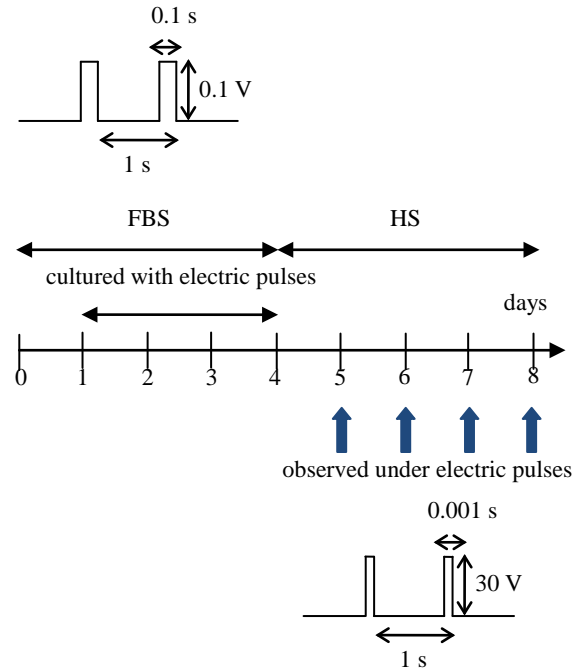 0.1 s
0.1 V
1 s
FBS HS
cultured with electric pulses
days
0 1 2 3 4 5 6 7 8
observed under electric pulses
0.001 s
30 V
1 s